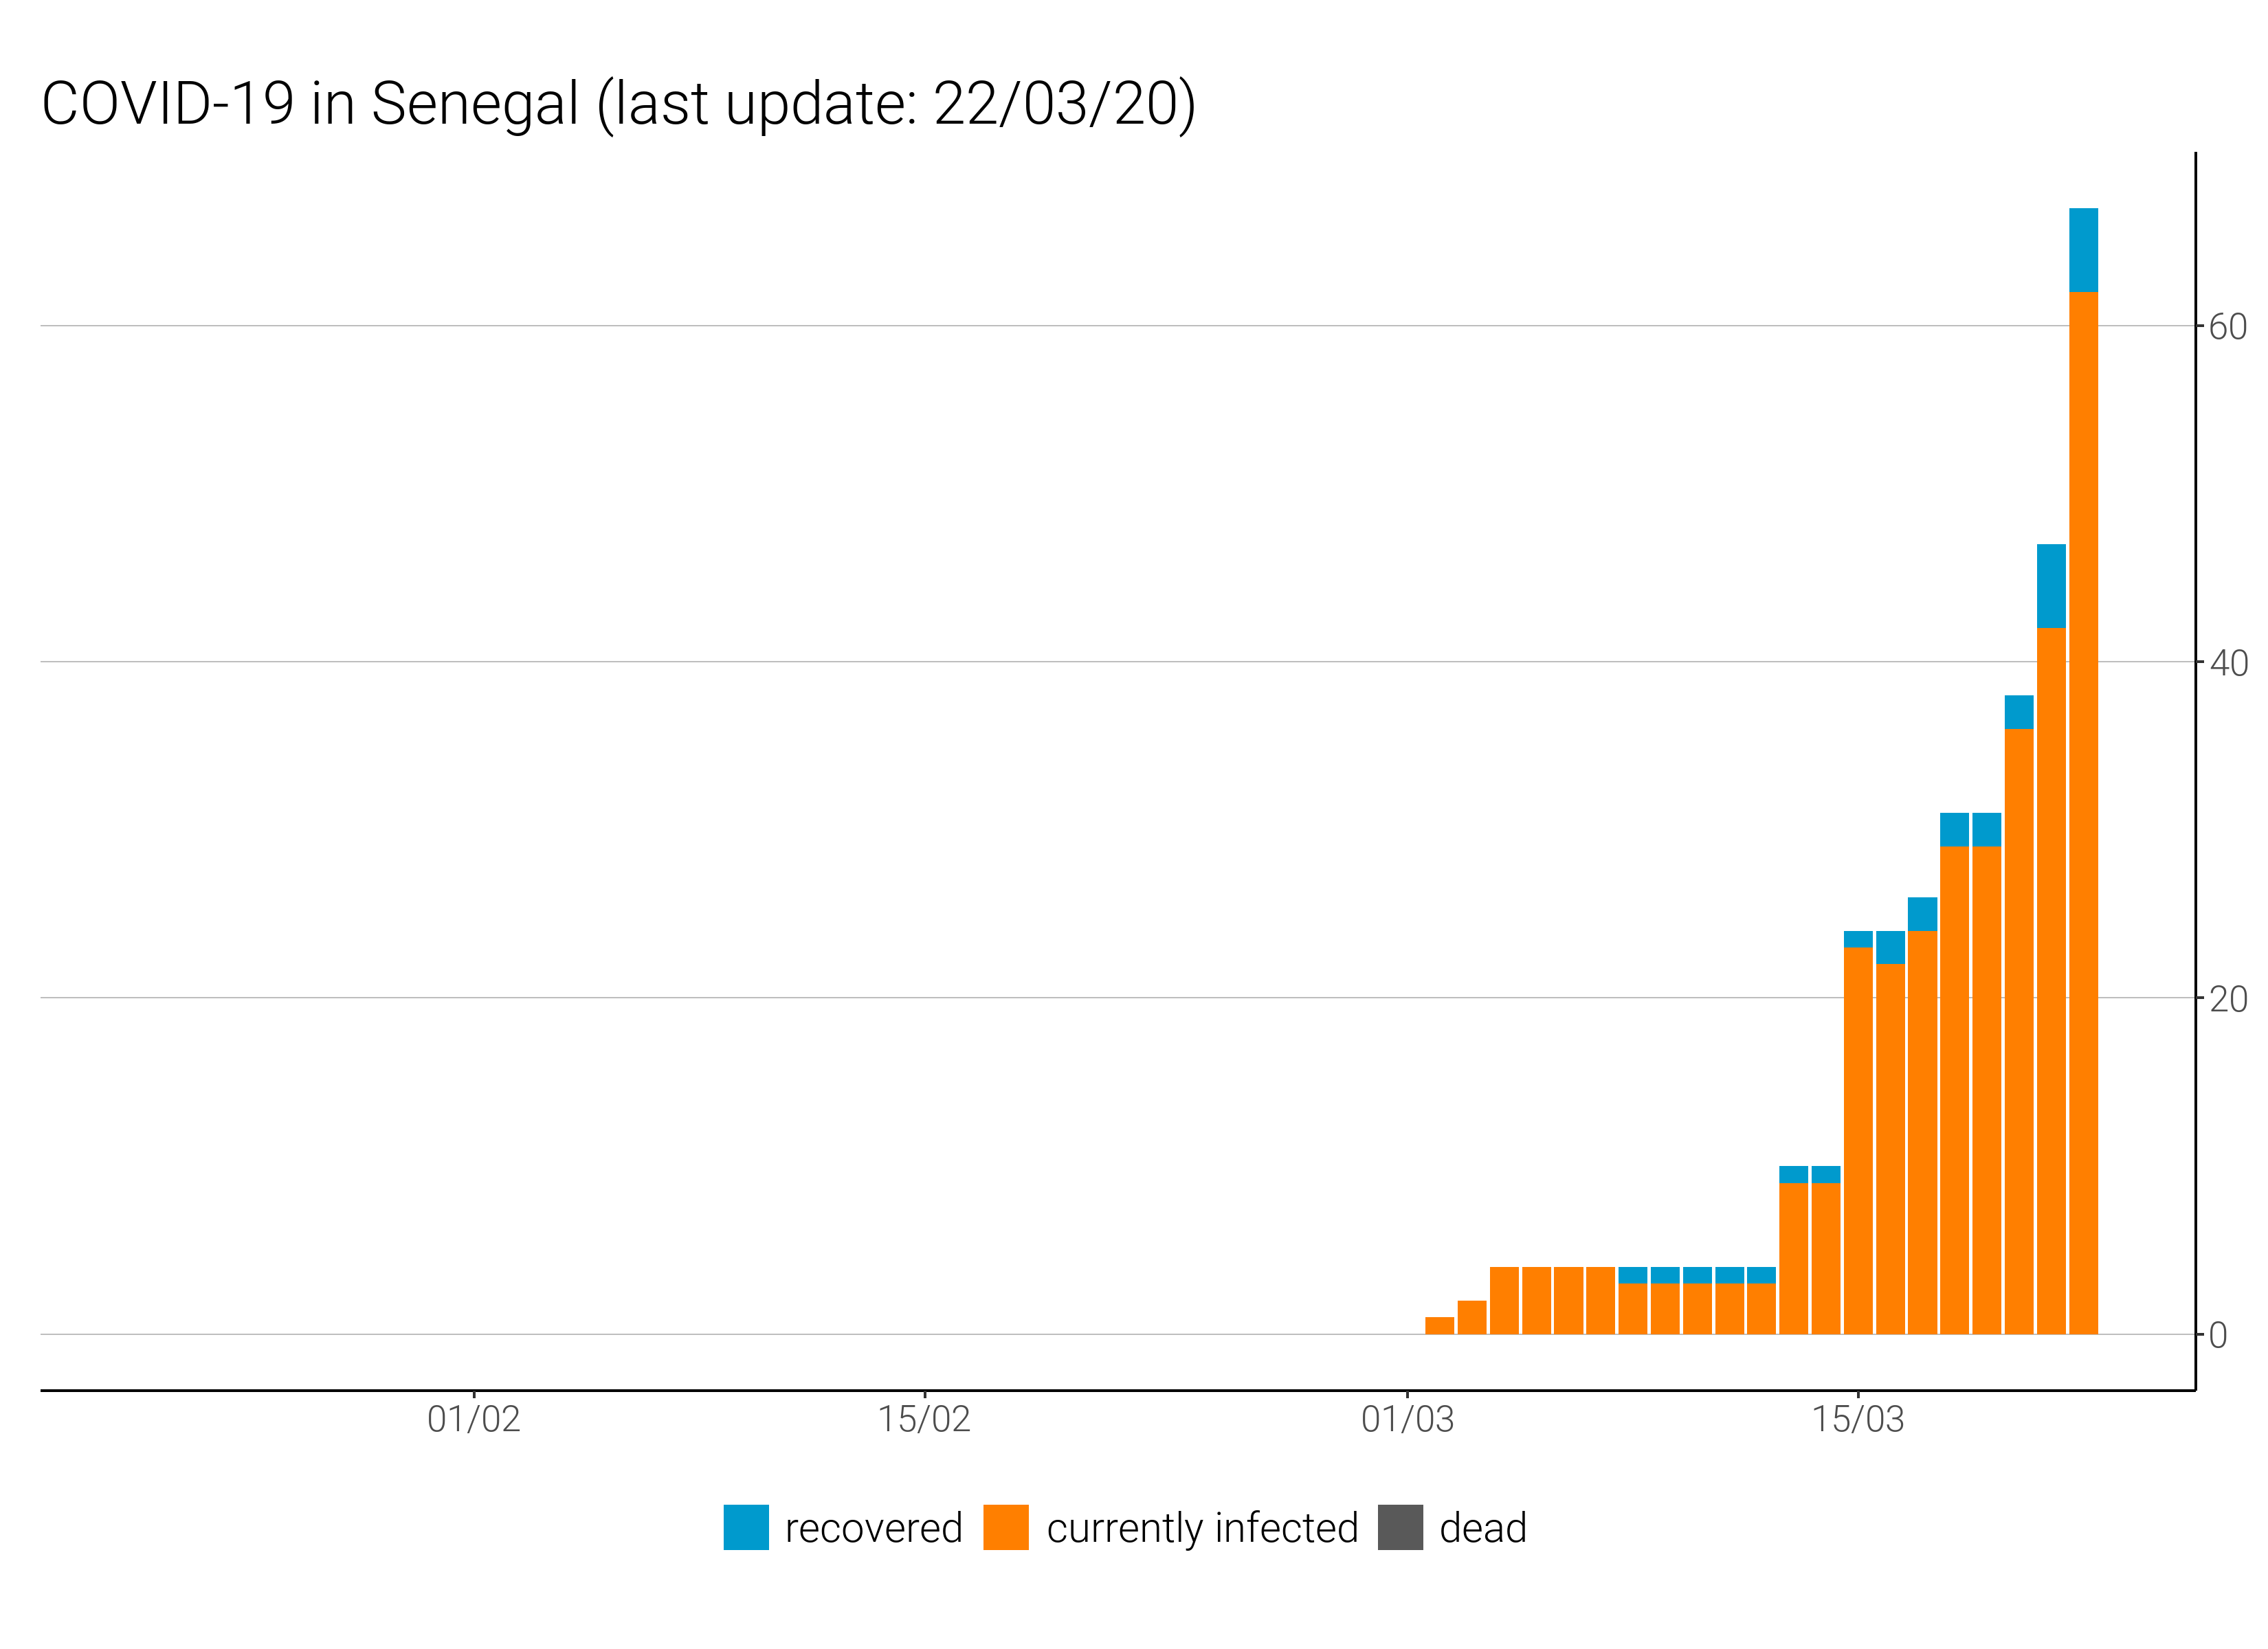 COVID-19 in Senegal (last update: 22/03/20)
60
40
20
0
01/02 15/02 01/03 15/03
recovered currently infected dead